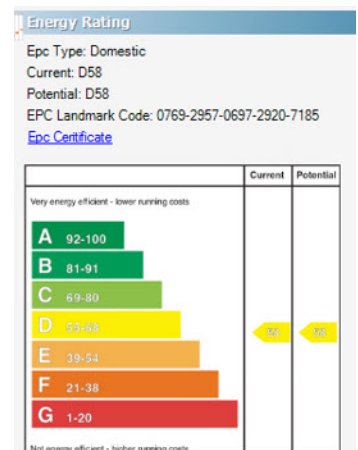 Energy Rating
Epc Type: Domestic
Current: D58
Potential: D58
EPC Landmark Code: 0769-2957-0697-2920-7185
Epc Ceritificate
Current Potential
Very energy efficient - lower running costs
A 92-100
B 81-91
C 69-80
D 55-68 58 58
E 39-54
F 21-38
G 1-20
Not energy efficient - higher running costs